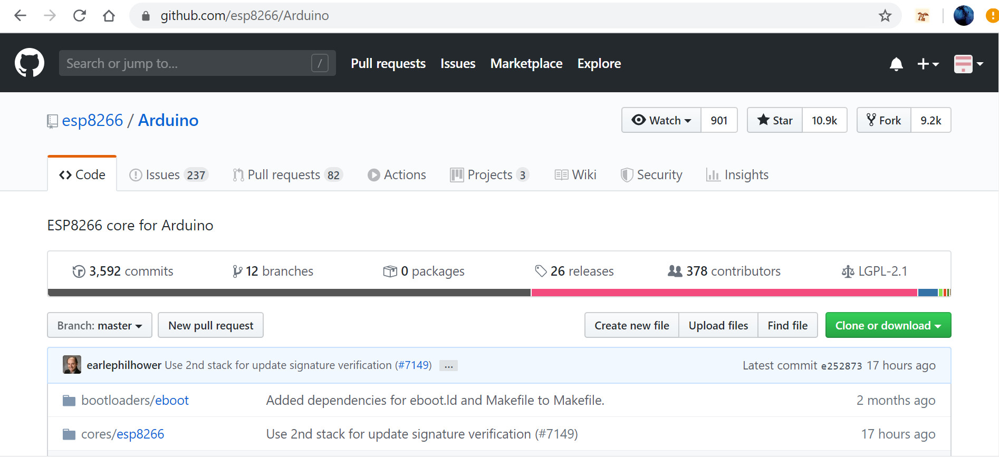 github.com/esp8266/Arduino
Search or jump to... /
Pull requests Issues Marketplace Explore
esp8266 / Arduino
Watch 901 Star 10.9k Fork 9.2k
Code Issues 237 Pull requests 82 Actions Projects 3 Wiki Security Insights
ESP8266 core for Arduino
3,592 commits 12 branches 0 packages 26 releases 378 contributors LGPL-2.1
Branch: master New pull request Create new file Upload files Find file Clone or download
earlephilhower Use 2nd stack for update signature verification (#7149) ... Latest commit e252873 17 hours ago
bootloaders/eboot Added dependencies for eboot.ld and Makefile to Makefile. 2 months ago
cores/esp8266 Use 2nd stack for update signature verification (#7149) 17 hours ago